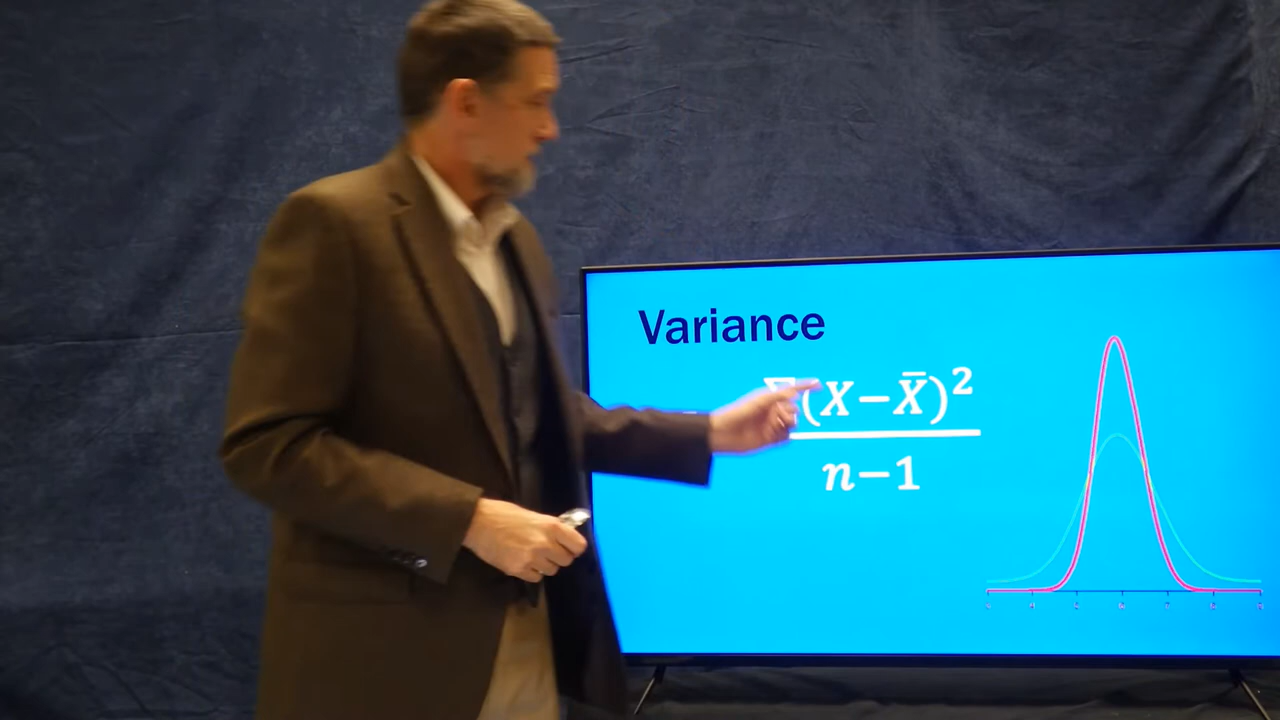 Variance
∑(X−X̄)²
n−1